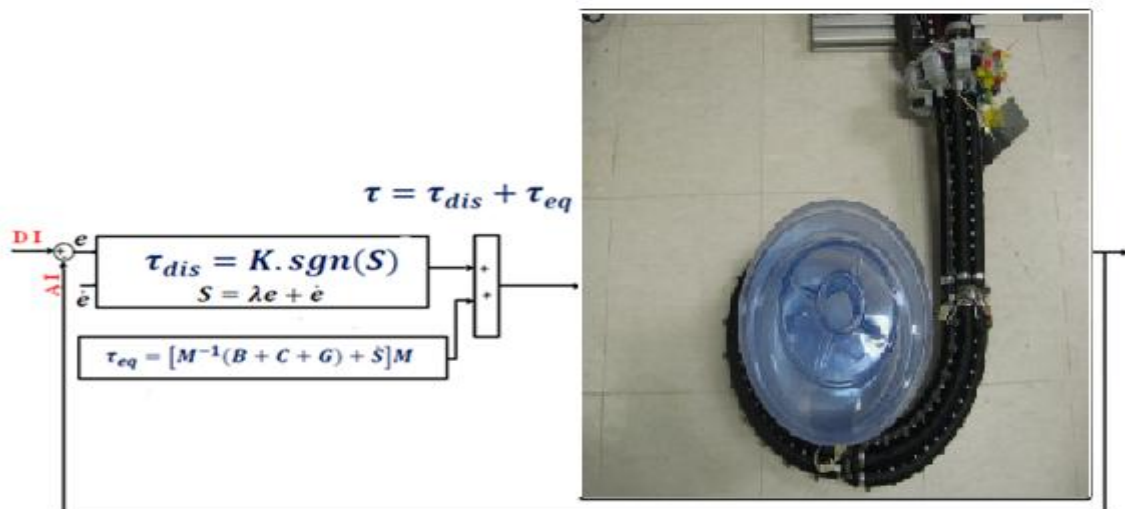 τ = τ_dis + τ_eq
DI
+
e
AI
ė
τ_dis = K.sgn(S)
S = λe + ė
+
+
τ_eq = [M⁻¹(B + C + G) + Ṡ]M